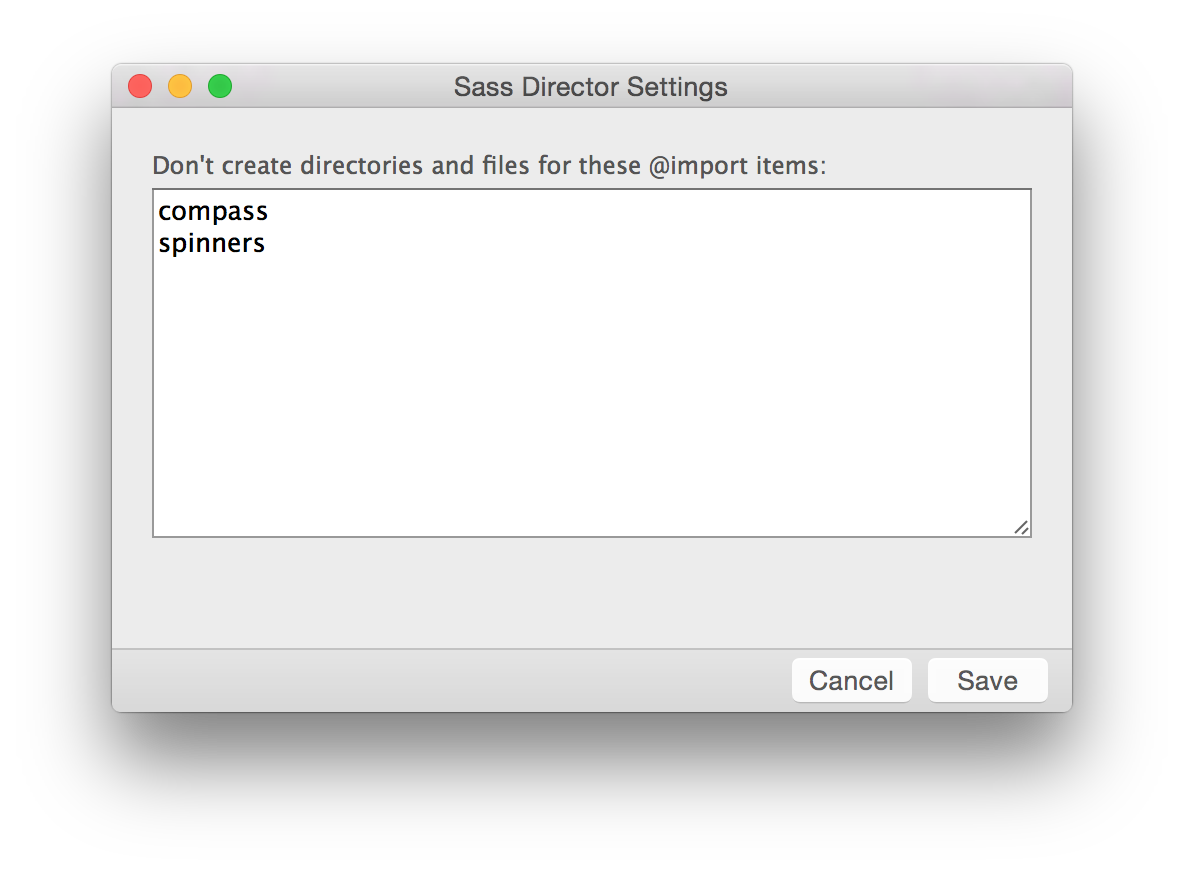 Sass Director Settings
Don't create directories and files for these @import items:
compass
spinners
Cancel
Save